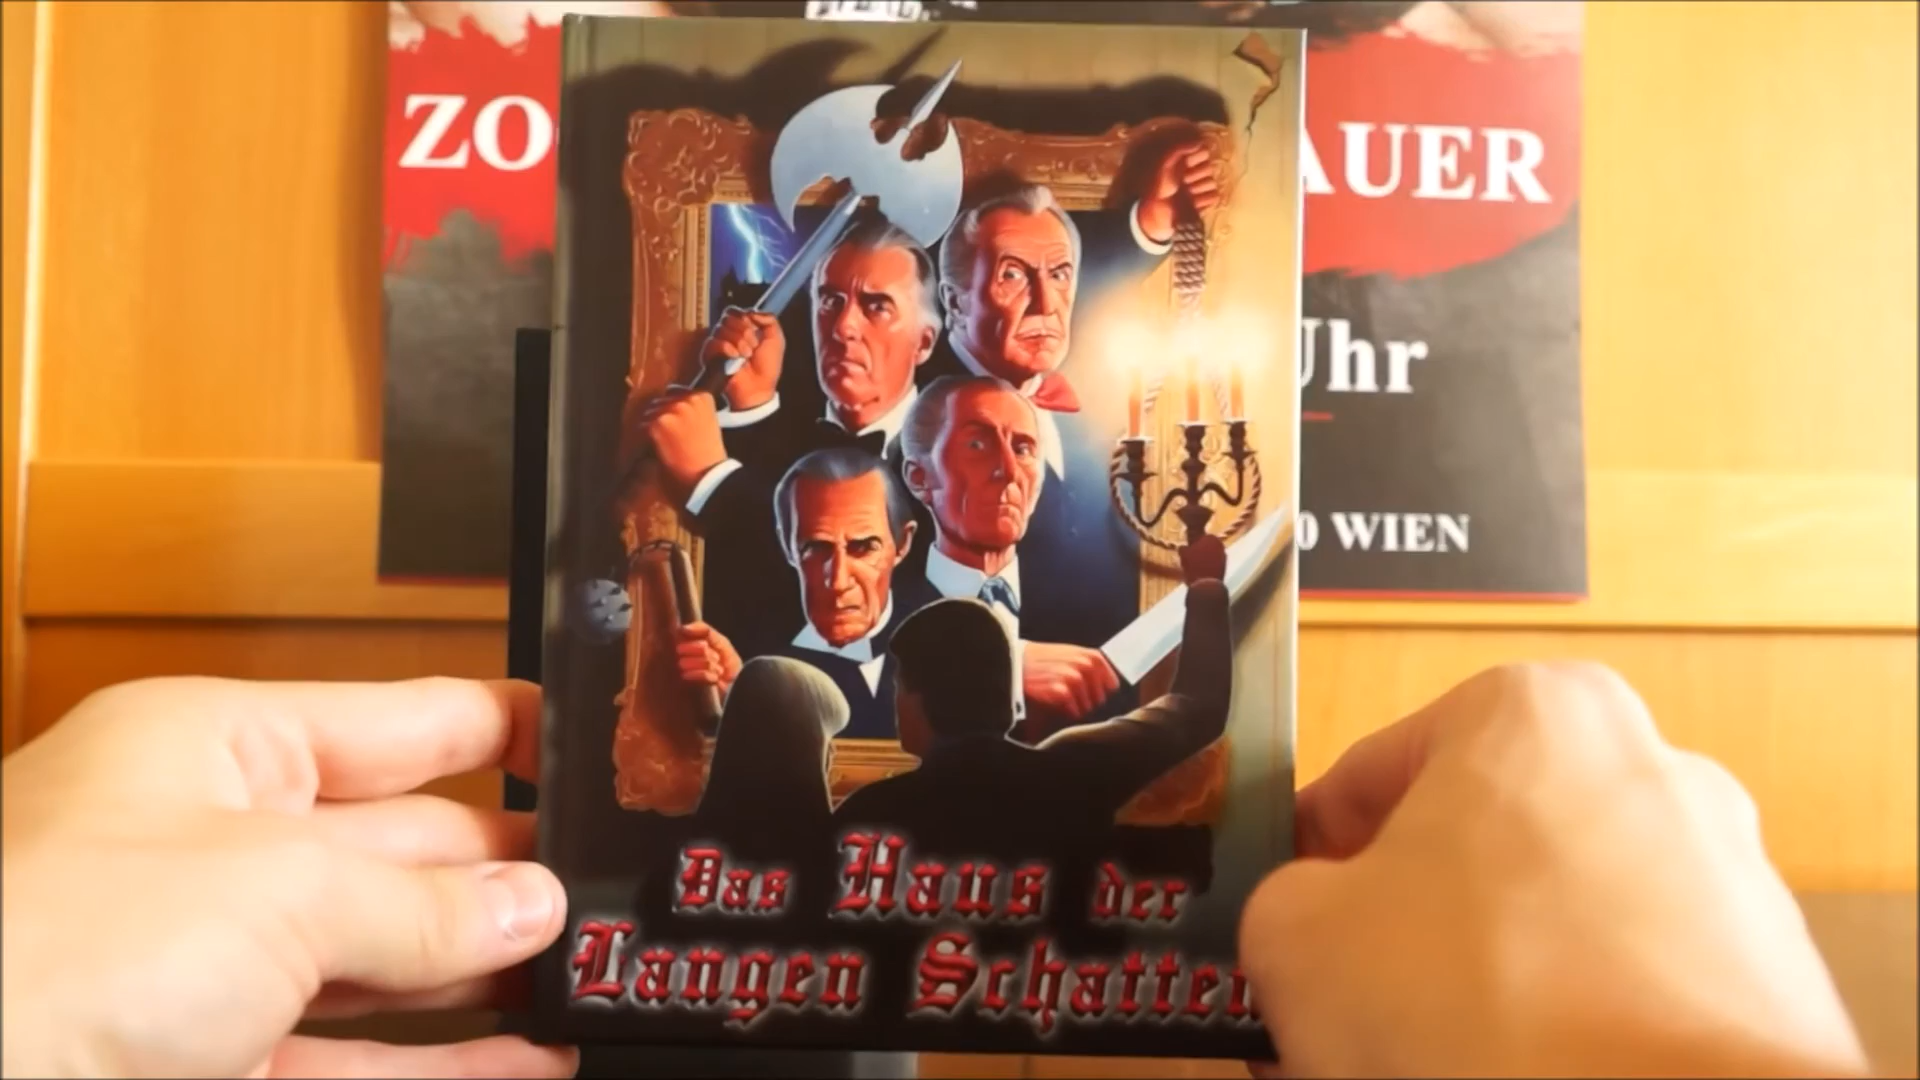 ZO
AUER
Uhr
0 WIEN
Das Haus der
Langen Schatten